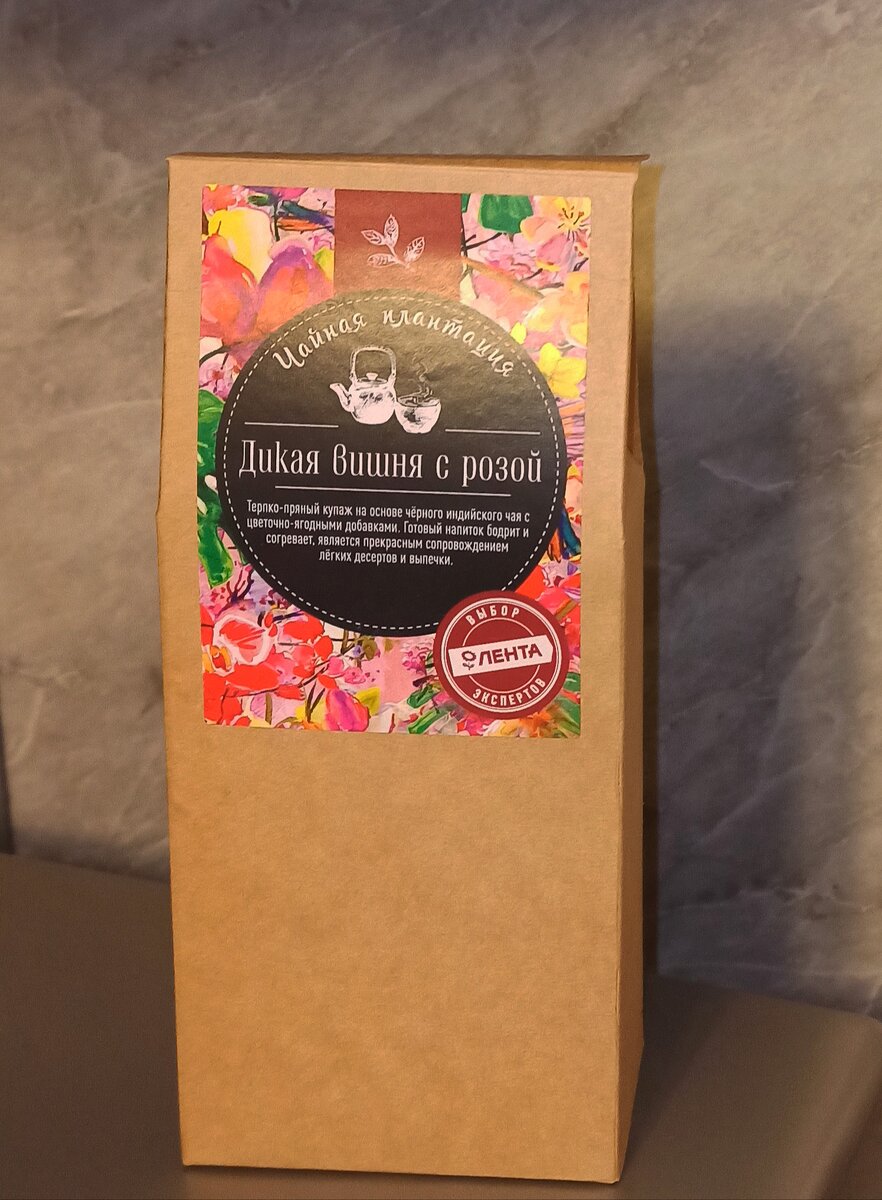 Чайная плантация
Дикая вишня с розой
Терпко-пряный купаж на основе чёрного индийского чая с
цветочно-ягодными добавками. Готовый напиток бодрит и
согревает, является прекрасным сопровождением
лёгких десертов и выпечки.
ВЫБОР
ЛЕНТА
ЭКСПЕРТОВ